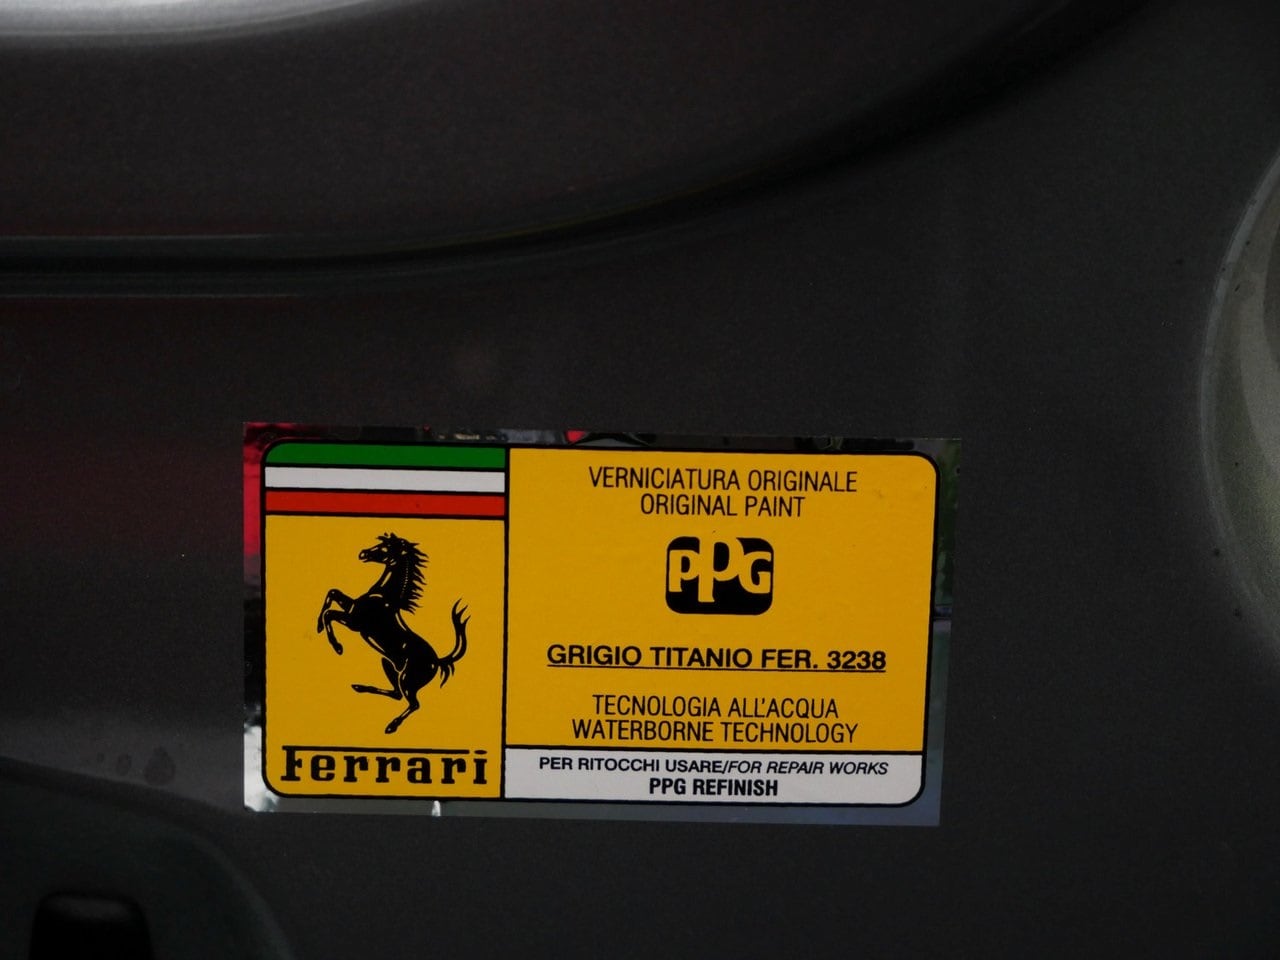 VERNICIATURA ORIGINALE
ORIGINAL PAINT
PPG
GRIGIO TITANIO FER. 3238
TECNOLOGIA ALL'ACQUA
WATERBORNE TECHNOLOGY
PER RITOCCHI USARE/FOR REPAIR WORKS
PPG REFINISH
Ferrari